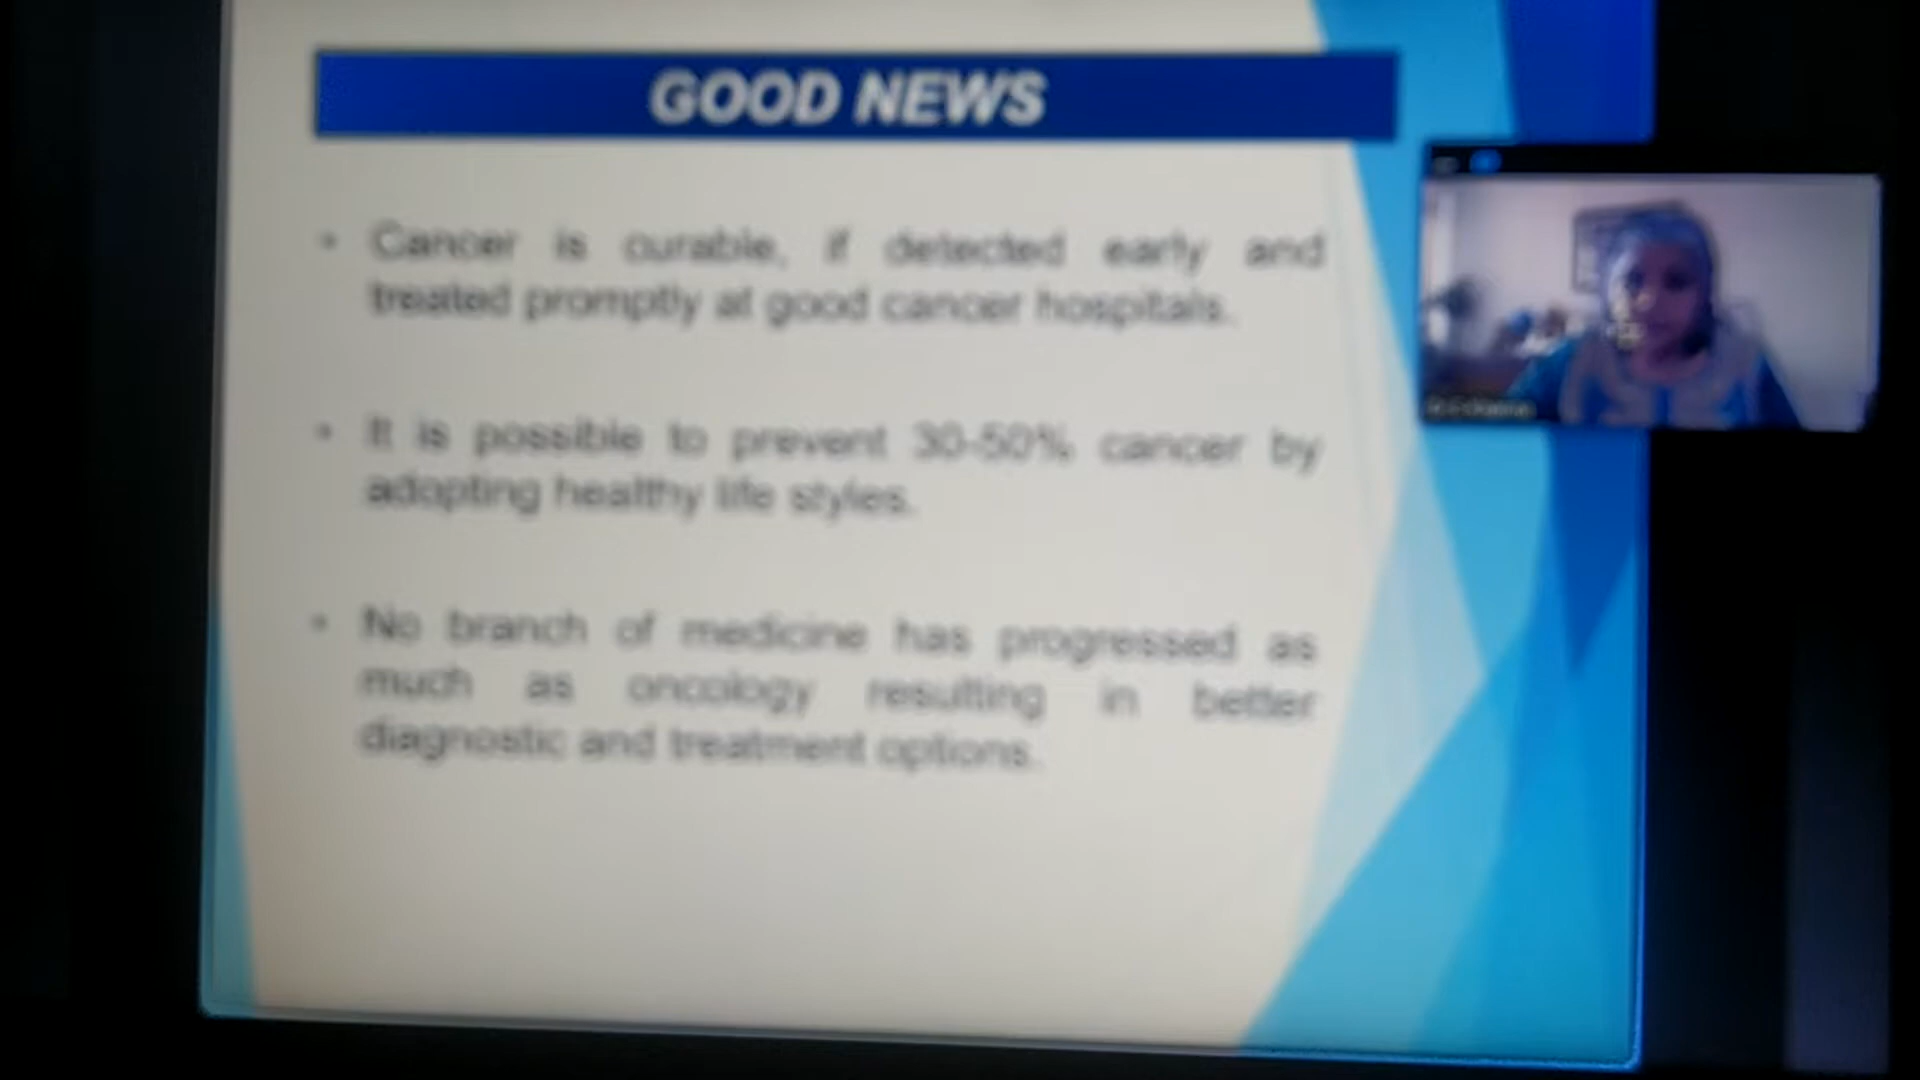 GOOD NEWS
• Cancer is curable, if detected early and
treated promptly at good cancer hospitals.
• It is possible to prevent 30-50% cancer by
adopting healthy life styles.
• No branch of medicine has progressed as
much as oncology resulting in better
diagnostic and treatment options.